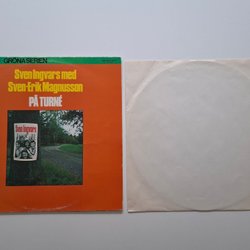 GRÖNA SERIEN
Sven Ingvars med
Sven-Erik Magnusson
PÅ TURNÉ
Sven Ingvars